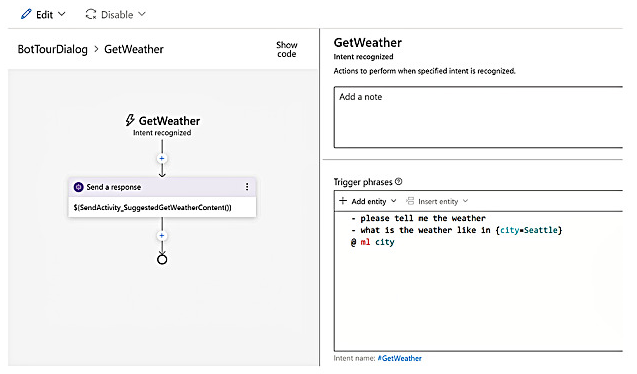 Edit
Disable
BotTourDialog > GetWeather
Show
code
GetWeather
Intent recognized
Send a response
${SendActivity_SuggestedGetWeatherContent()}
GetWeather
Intent recognized
Actions to perform when specified intent is recognized.
Add a note
Trigger phrases
+ Add entity
Insert entity
- please tell me the weather
- what is the weather like in {city=Seattle}
@ ml city
Intent name: #GetWeather